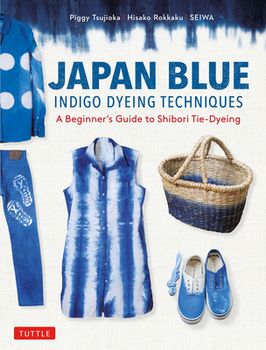 Piggy Tsujioka Hisako Rokkaku SEIWA
JAPAN BLUE
INDIGO DYEING TECHNIQUES
A Beginner's Guide to Shibori Tie-Dyeing
TUTTLE